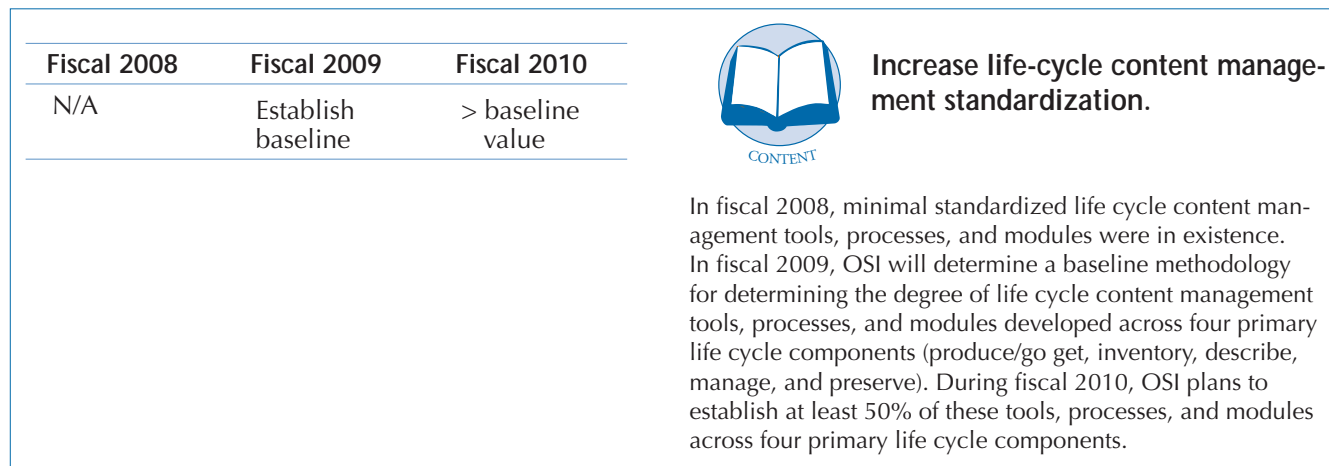 Fiscal 2008 Fiscal 2009 Fiscal 2010
N/A Establish baseline > baseline value
CONTENT
Increase life-cycle content manage-
ment standardization.
In fiscal 2008, minimal standardized life cycle content man-
agement tools, processes, and modules were in existence.
In fiscal 2009, OSI will determine a baseline methodology
for determining the degree of life cycle content management
tools, processes, and modules developed across four primary
life cycle components (produce/go get, inventory, describe,
manage, and preserve). During fiscal 2010, OSI plans to
establish at least 50% of these tools, processes, and modules
across four primary life cycle components.